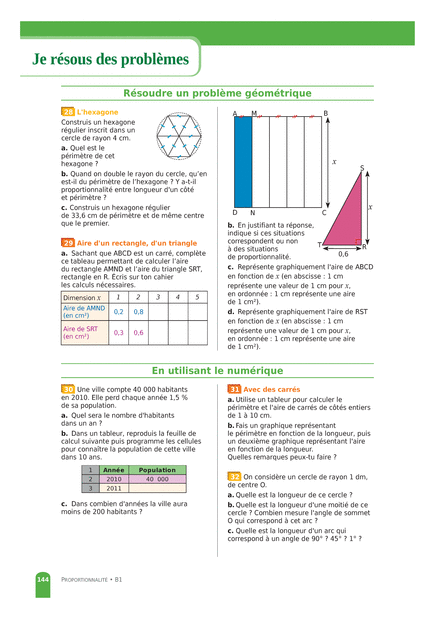 Je résous des problèmes
Résoudre un problème géométrique
28 L'hexagone
Construis un hexagone
régulier inscrit dans un
cercle de rayon 4 cm.
a. Quel est le
périmètre de cet
hexagone ?
b. Quand on double le rayon du cercle, qu'en
est-il du périmètre de l'hexagone ? Y a-t-il
proportionnalité entre longueur d'un côté
et périmètre ?
c. Construis un hexagone régulier
de 33,6 cm de périmètre et de même centre
que le premier.
29 Aire d'un rectangle, d'un triangle
a. Sachant que ABCD est un carré, complète
ce tableau permettant de calculer l'aire
du rectangle AMND et l'aire du triangle SRT,
rectangle en R. Écris sur ton cahier
les calculs nécessaires.
Dimension x 1 2 3 4 5
Aire de AMND
(en cm²) 0,2 0,8
Aire de SRT
(en cm²) 0,3 0,6
A M B
x
S
D N C
x
T R
0,6
b. En justifiant ta réponse,
indique si ces situations
correspondent ou non
à des situations
de proportionnalité.
c. Représente graphiquement l'aire de ABCD
en fonction de x (en abscisse : 1 cm
représente une valeur de 1 cm pour x,
en ordonnée : 1 cm représente une aire
de 1 cm²).
d. Représente graphiquement l'aire de RST
en fonction de x (en abscisse : 1 cm
représente une valeur de 1 cm pour x,
en ordonnée : 1 cm représente une aire
de 1 cm²).
En utilisant le numérique
30 Une ville compte 40 000 habitants
en 2010. Elle perd chaque année 1,5 %
de sa population.
a. Quel sera le nombre d'habitants
dans un an ?
b. Dans un tableur, reproduis la feuille de
calcul suivante puis programme les cellules
pour connaître la population de cette ville
dans 10 ans.
1 Année Population
2 2010 40 000
3 2011
c. Dans combien d'années la ville aura
moins de 200 habitants ?
31 Avec des carrés
a. Utilise un tableur pour calculer le
périmètre et l'aire de carrés de côtés entiers
de 1 à 10 cm.
b. Fais un graphique représentant
le périmètre en fonction de la longueur, puis
un deuxième graphique représentant l'aire
en fonction de la longueur.
Quelles remarques peux-tu faire ?
32 On considère un cercle de rayon 1 dm,
de centre O.
a. Quelle est la longueur de ce cercle ?
b. Quelle est la longueur d'une moitié de ce
cercle ? Combien mesure l'angle de sommet
O qui correspond à cet arc ?
c. Quelle est la longueur d'un arc qui
correspond à un angle de 90° ? 45° ? 1° ?
144 PROPORTIONNALITÉ • B1